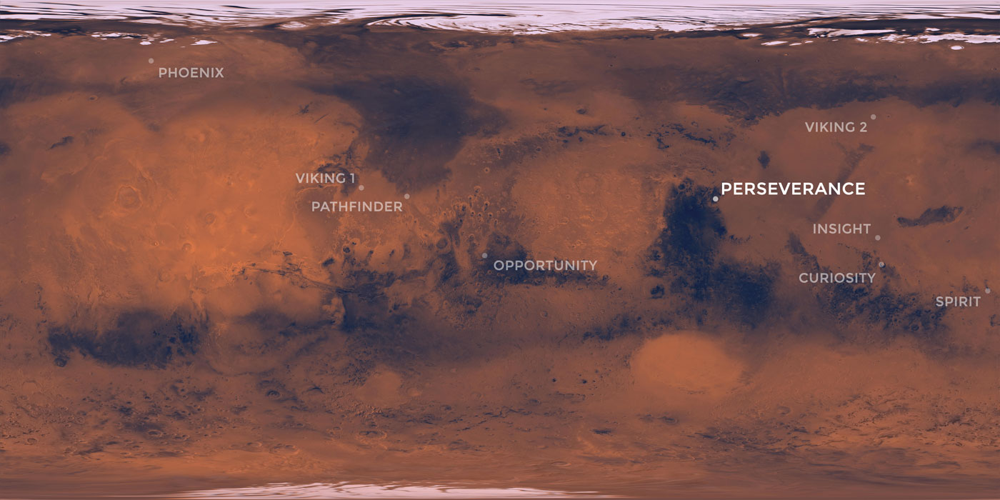 PHOENIX
VIKING 2
VIKING 1
PERSEVERANCE
PATHFINDER
INSIGHT
OPPORTUNITY
CURIOSITY
SPIRIT